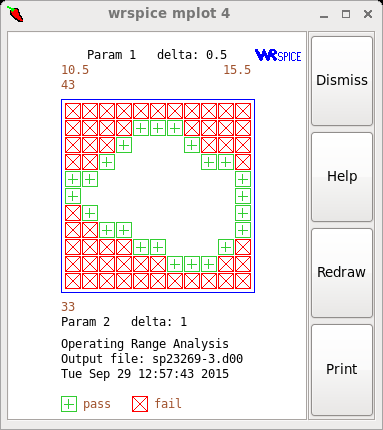 wrspice mplot 4
Param 1 delta: 0.5
WRSPICE
10.5 15.5
43
33
Param 2 delta: 1
Operating Range Analysis
Output file: sp23269-3.d00
Tue Sep 29 12:57:43 2015
pass fail
Dismiss
Help
Redraw
Print